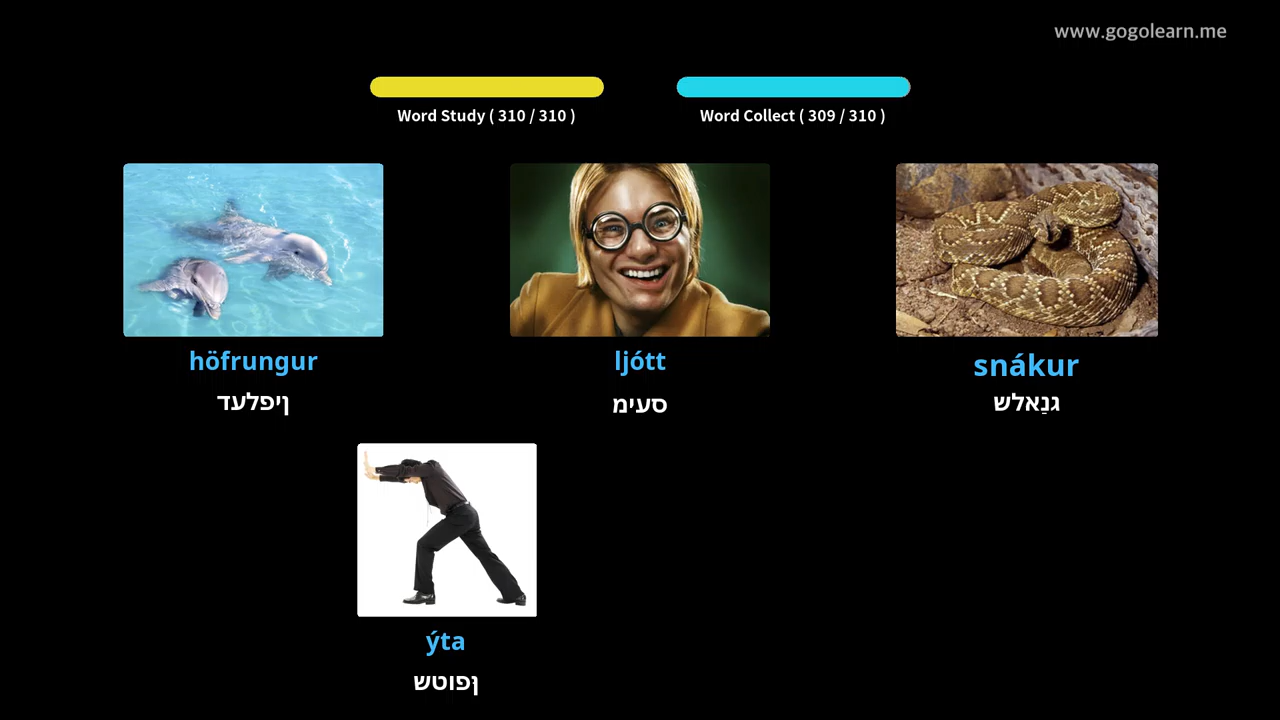 www.gogolearn.me
Word Study ( 310 / 310 )
Word Collect ( 309 / 310 )
höfrungur
ljótt
snákur
דעלפין
מיעס
שלאַנג
ýta
שטופּן